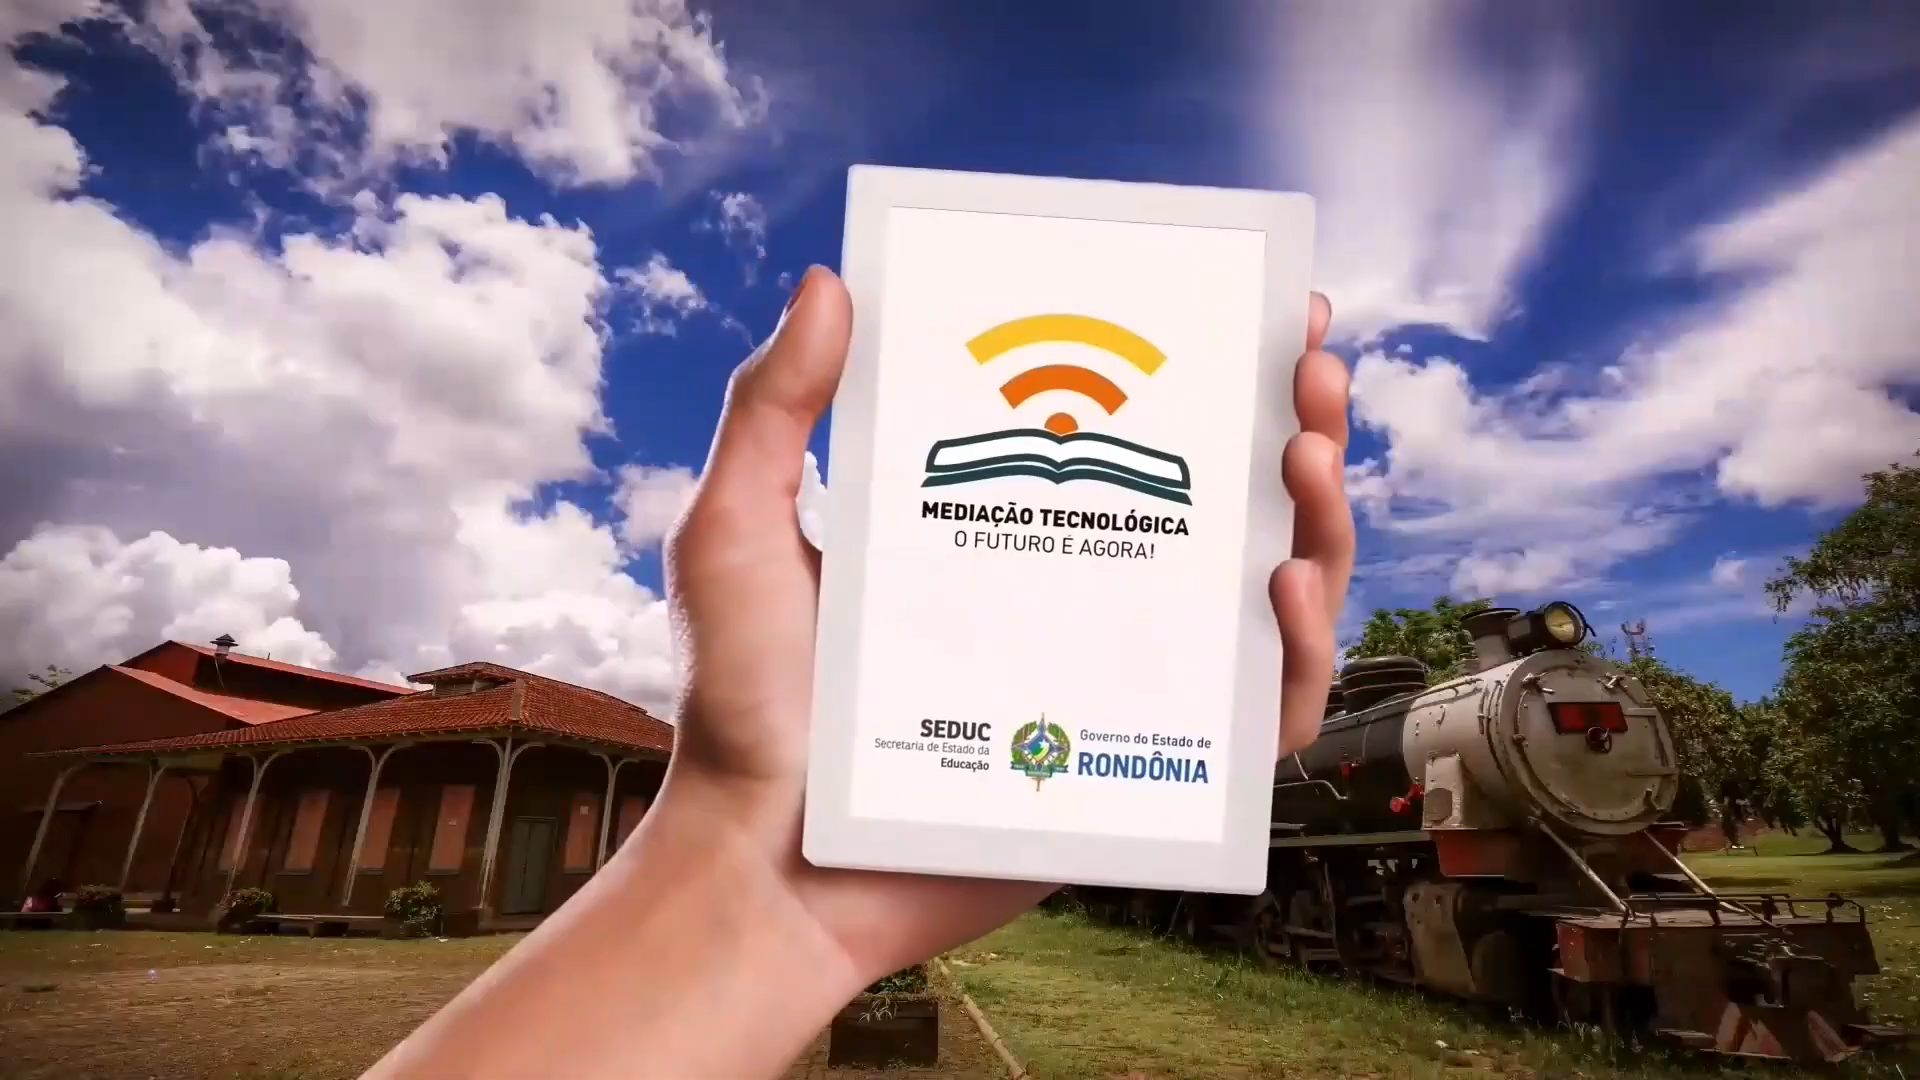 MEDIAÇÃO TECNOLÓGICA
O FUTURO É AGORA!
SEDUC
Secretaria de Estado da
Educação
Governo do Estado de
RONDÔNIA